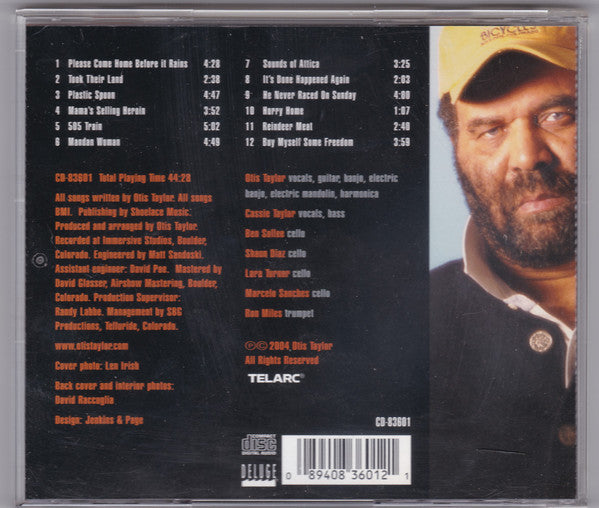 1 Please Come Home Before it Rains 4:28
2 Took Their Land 2:38
3 Plastic Spoon 4:47
4 Mama's Selling Heroin 3:52
5 505 Train 5:02
6 Mandan Woman 4:49
7 Sounds of Attica 3:25
8 It's Done Happened Again 2:03
9 He Never Raced On Sunday 4:00
10 Hurry Home 1:07
11 Reindeer Meat 2:40
12 Buy Myself Some Freedom 3:59
CD-83601 Total Playing Time 44:28
All songs written by Otis Taylor. All songs
BMI. Publishing by Shoelace Music.
Produced and arranged by Otis Taylor.
Recorded at Immersive Studios, Boulder,
Colorado. Engineered by Matt Sandoski.
Assistant engineer: David Poe. Mastered by
David Glasser, Airshow Mastering, Boulder,
Colorado. Production Supervisor:
Randy Labbe. Management by SBG
Productions, Telluride, Colorado.
www.otistaylor.com
Cover photo: Len Irish
Back cover and interior photos:
David Raccuglia
Design: Jenkins & Page
Otis Taylor vocals, guitar, banjo, electric
banjo, electric mandolin, harmonica
Cassie Taylor vocals, bass
Ben Sollee cello
Shaun Diaz cello
Lara Turner cello
Marcelo Sanches cello
Ron Miles trumpet
℗© 2004 Otis Taylor
All Rights Reserved
TELARC®
CD-83601
COMPACT
disc
DIGITAL AUDIO
DELUGE
0 89408 36012 1
BICYCLES